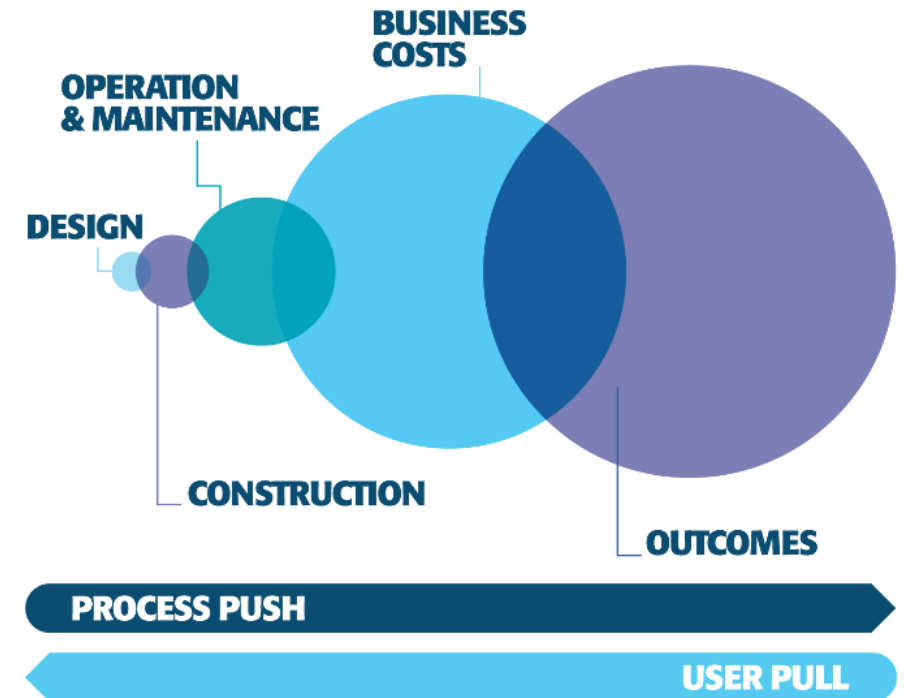 BUSINESS
COSTS
OPERATION
& MAINTENANCE
DESIGN
CONSTRUCTION
OUTCOMES
PROCESS PUSH
USER PULL